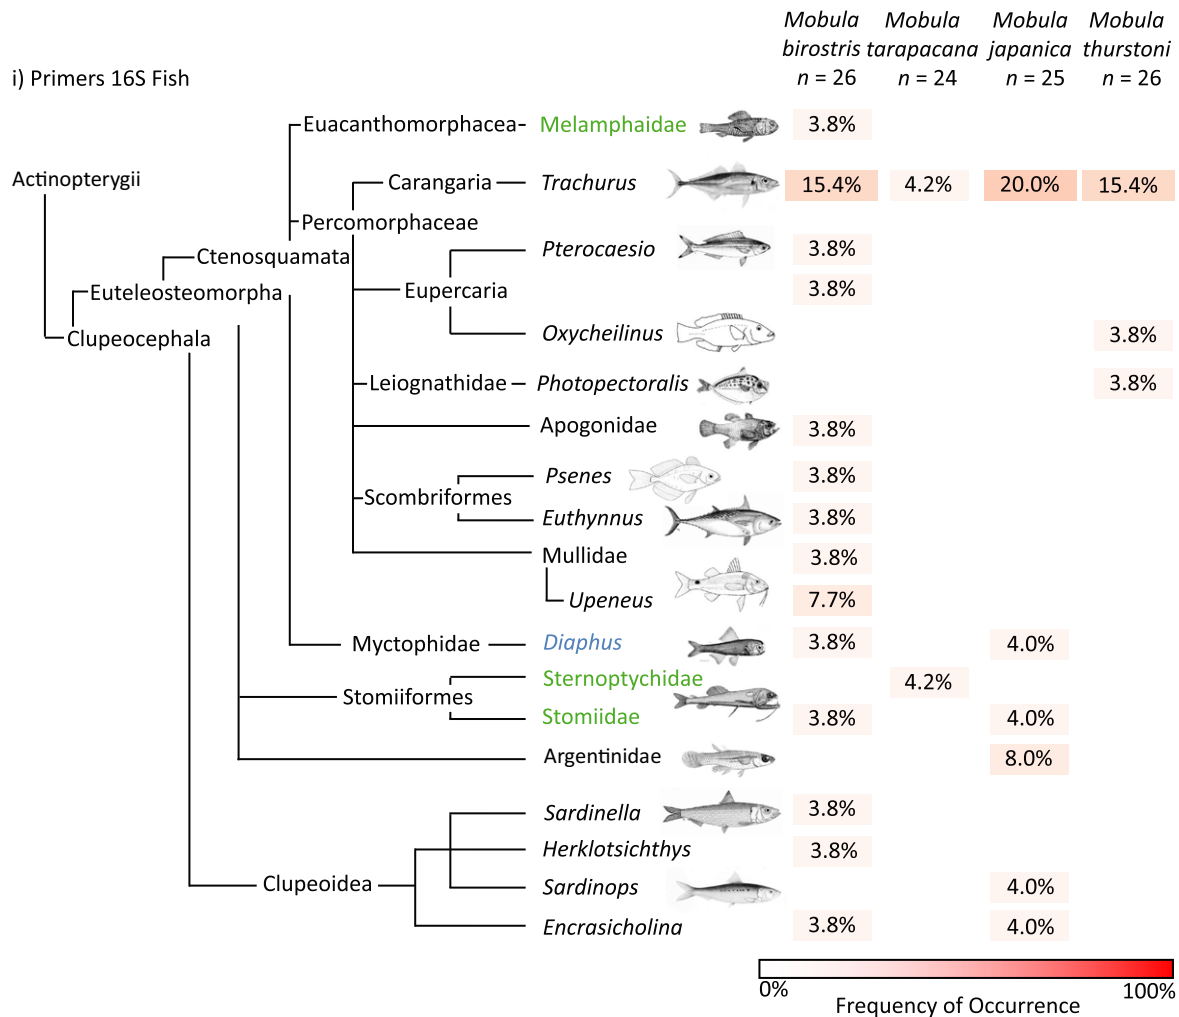 Mobula Mobula Mobula Mobula
birostris tarapacana japanica thurstoni
i) Primers 16S Fish n = 26 n = 24 n = 25 n = 26
Euacanthomorphacea Melamphaidae 3.8%
Actinopterygii
Carangaria Trachurus 15.4% 4.2% 20.0% 15.4%
Percomorphaceae
Pterocaesio 3.8%
Ctenosquamata
Eupercaria 3.8%
Euteleosteomorpha
Oxycheilinus 3.8%
Clupeocephala
Leiognathidae Photopectoralis 3.8%
Apogonidae 3.8%
Psenes 3.8%
Scombriformes
Euthynnus 3.8%
Mullidae 3.8%
Upeneus 7.7%
Myctophidae Diaphus 3.8% 4.0%
Sternoptychidae 4.2%
Stomiiformes
Stomiidae 3.8% 4.0%
Argentinidae 8.0%
Sardinella 3.8%
Herklotsichthys 3.8%
Clupeoidea
Sardinops 4.0%
Encrasicholina 3.8% 4.0%
0% 100%
Frequency of Occurrence